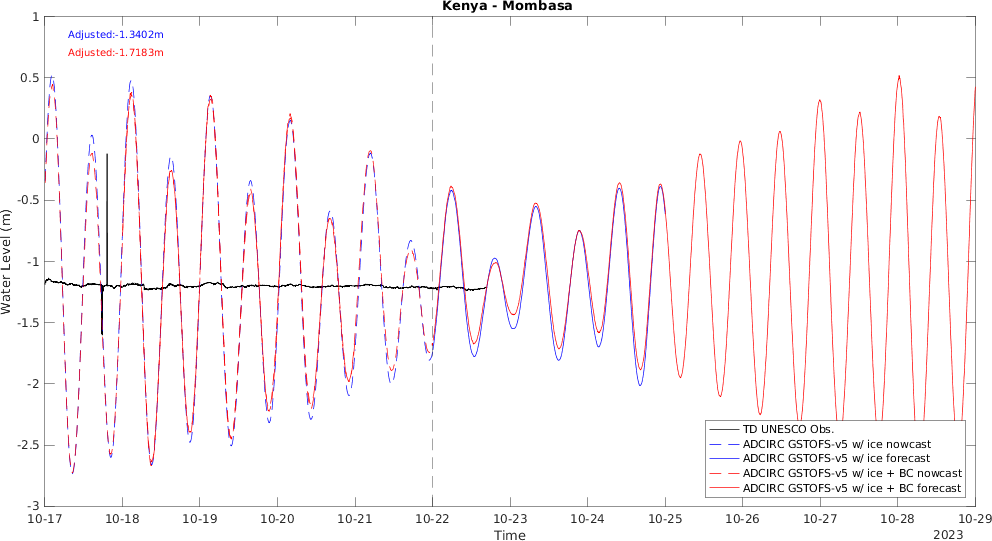 Kenya - Mombasa
Adjusted:-1.3402m
Adjusted:-1.7183m
1
0.5
0
-0.5
-1
-1.5
-2
-2.5
-3
Water Level (m)
TD UNESCO Obs.
ADCIRC GSTOFS-v5 w/ ice nowcast
ADCIRC GSTOFS-v5 w/ ice forecast
ADCIRC GSTOFS-v5 w/ ice + BC nowcast
ADCIRC GSTOFS-v5 w/ ice + BC forecast
10-17 10-18 10-19 10-20 10-21 10-22 10-23 10-24 10-25 10-26 10-27 10-28 10-29
Time
2023